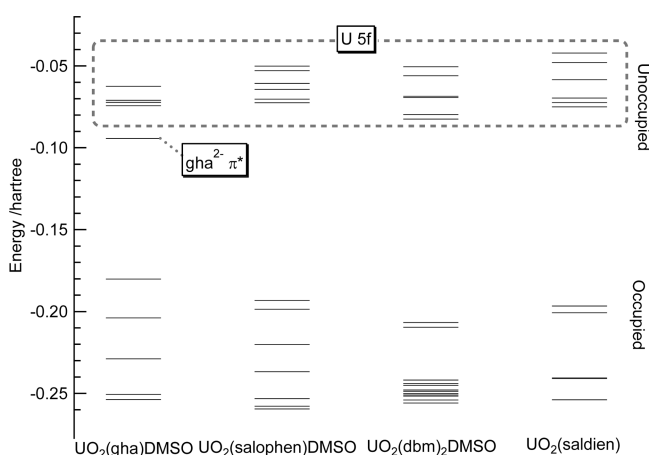 U 5f
-0.05
-0.10
-0.15
-0.20
-0.25
Energy /hartree
gha²⁻ π*
Unoccupied
Occupied
UO₂(gha)DMSO UO₂(salophen)DMSO UO₂(dbm)₂DMSO UO₂(saldien)